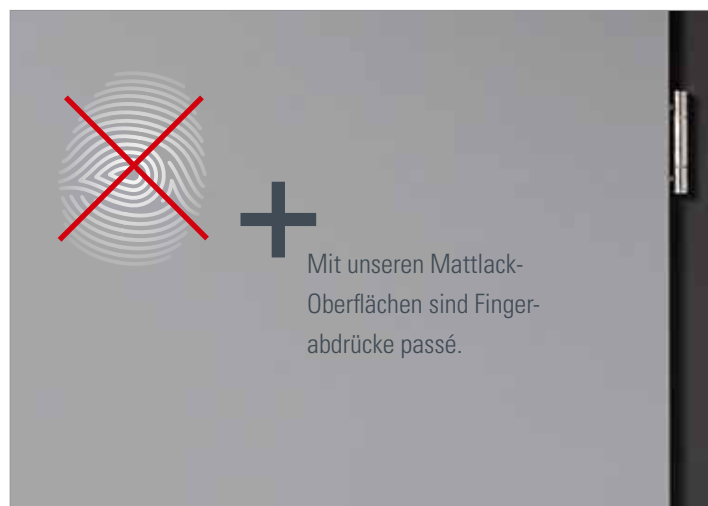 Mit unseren Mattlack-
Oberflächen sind Finger-
abdrücke passé.